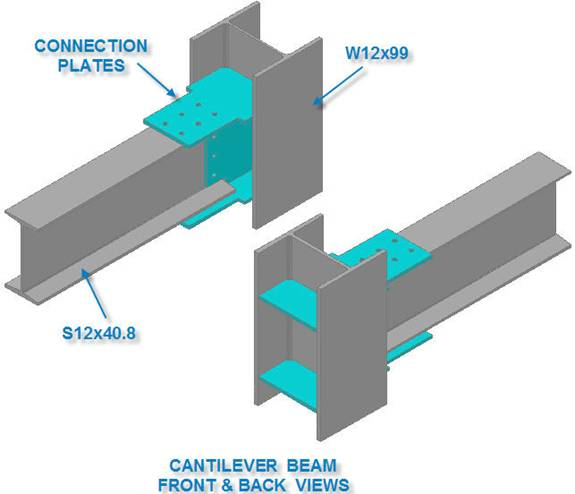 CONNECTION
PLATES
W12x99
S12x40.8
CANTILEVER BEAM
FRONT & BACK VIEWS